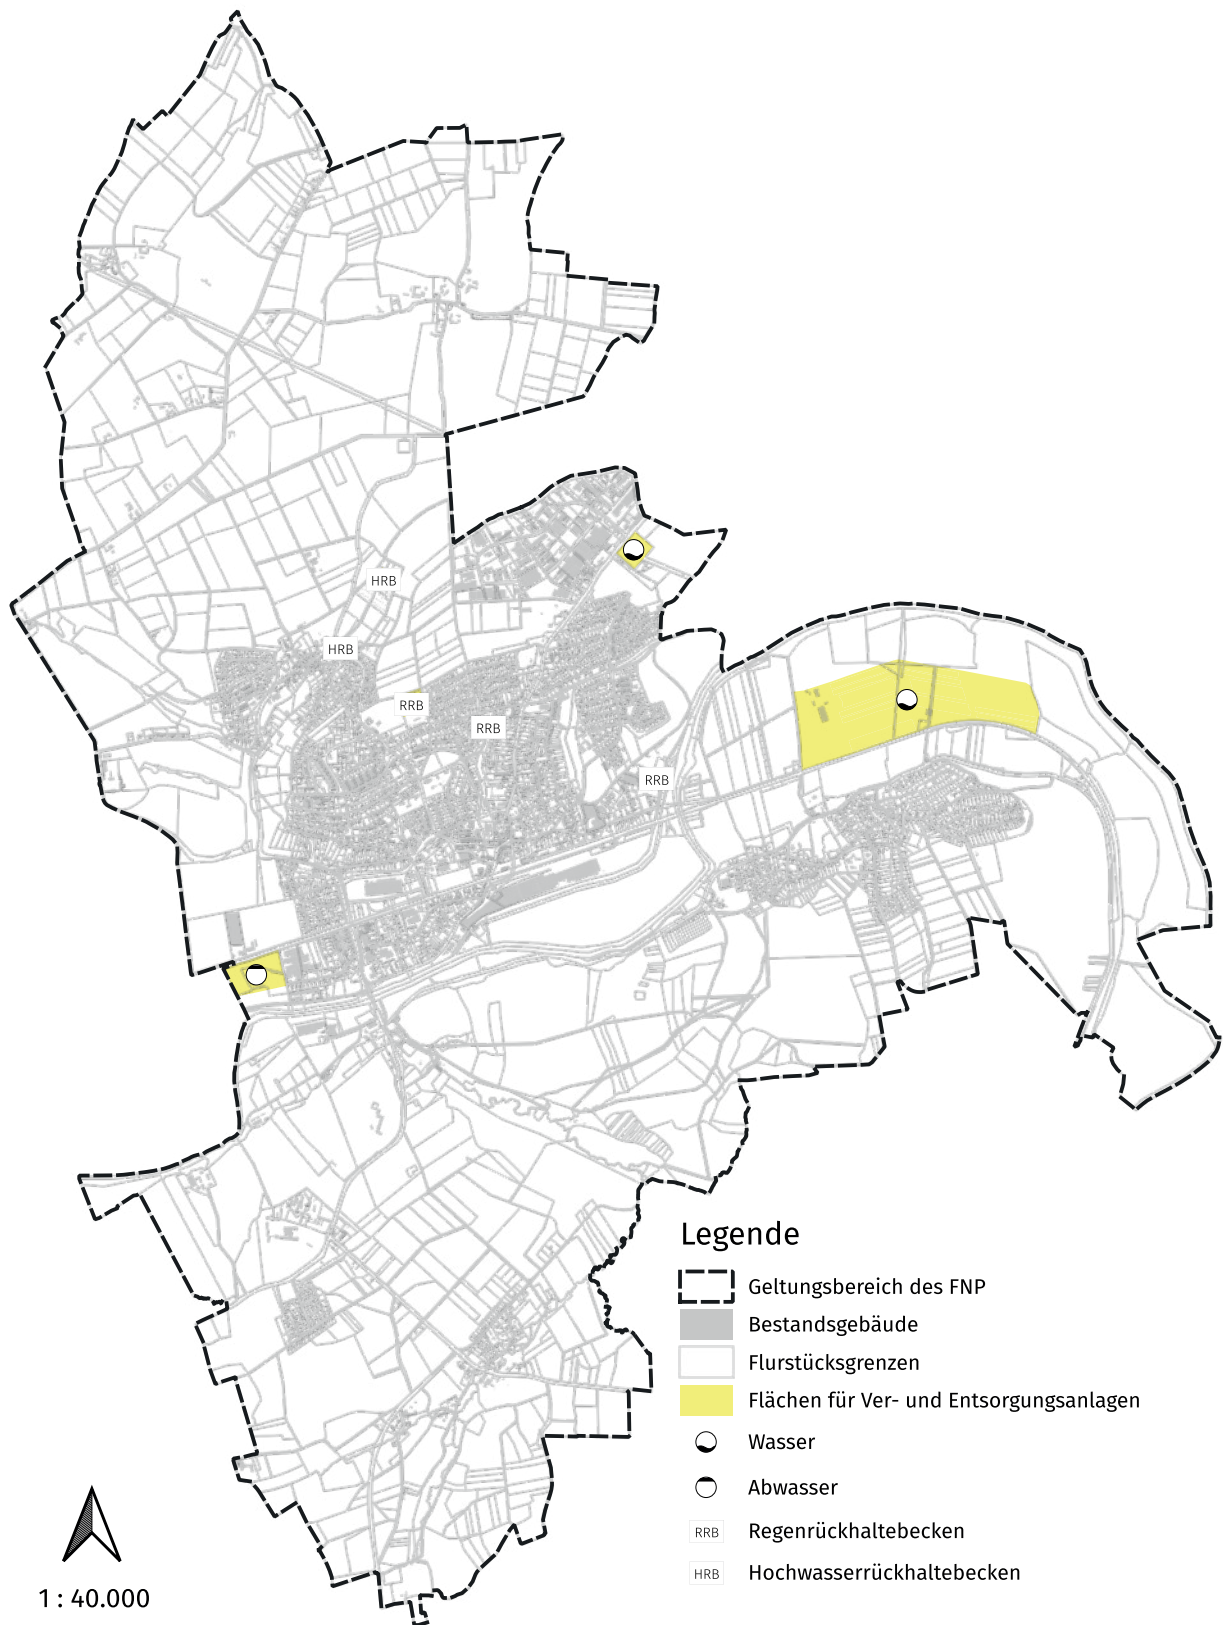 HRB
HRB
RRB
RRB
RRB
Legende
Geltungsbereich des FNP
Bestandsgebäude
Flurstücksgrenzen
Flächen für Ver- und Entsorgungsanlagen
Wasser
Abwasser
RRB Regenrückhaltebecken
HRB Hochwasserrückhaltebecken
1 : 40.000